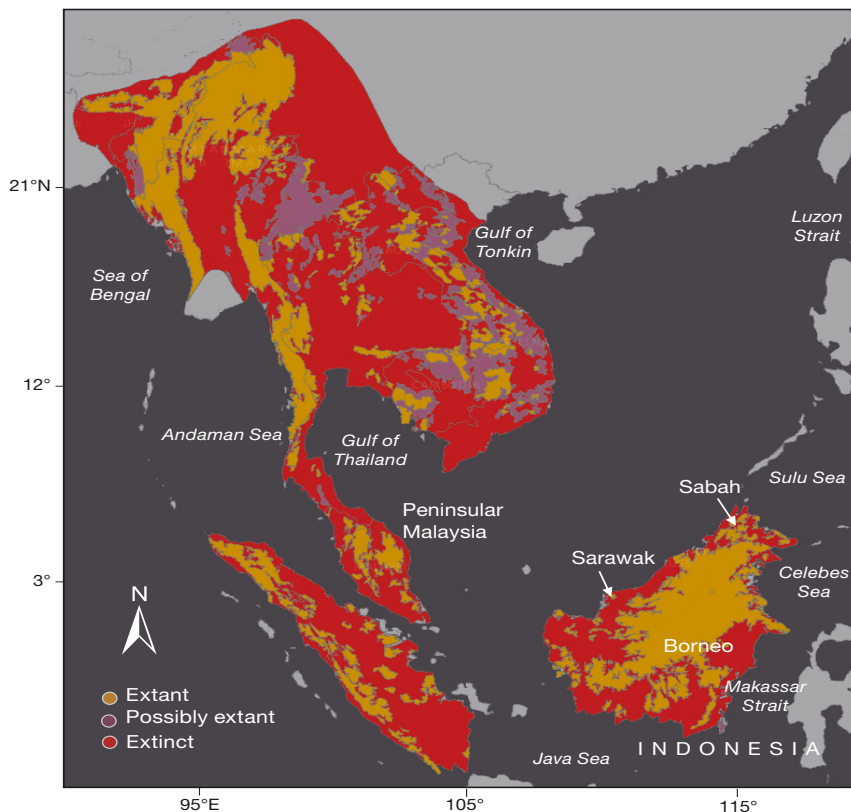 21°N
Gulf of
Tonkin
Luzon
Strait
Sea of
Bengal
12°
Andaman Sea
Gulf of
Thailand
Sulu Sea
Sabah
Peninsular
Malaysia
Sarawak
3°
Celebes
Sea
N
Borneo
Extant
Possibly extant
Extinct
Makassar
Strait
INDONESIA
Java Sea
95°E
105°
115°